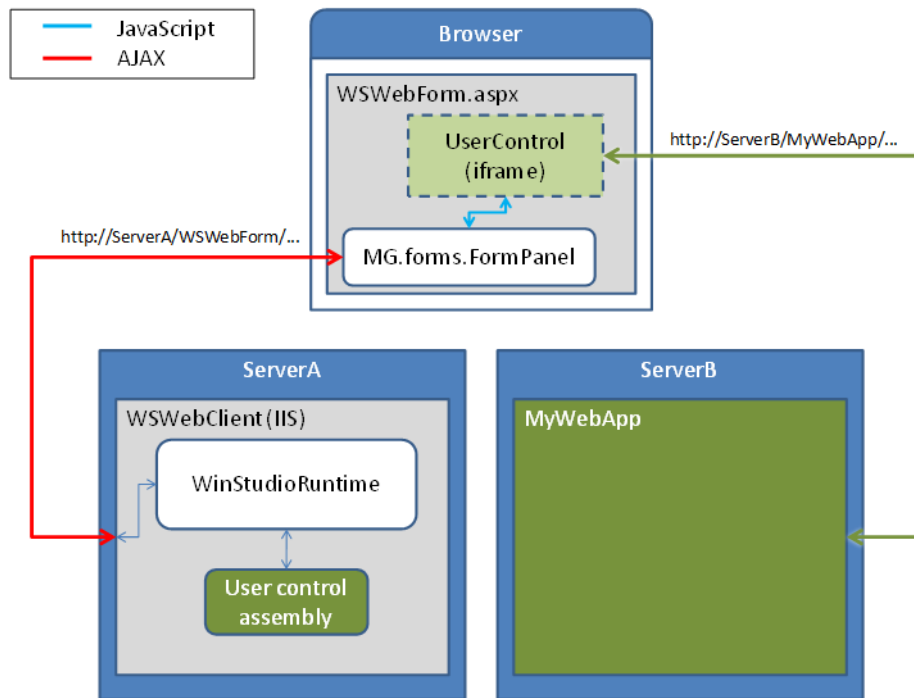 JavaScript
AJAX
Browser
WSWebForm.aspx
UserControl
(iframe)
http://ServerB/MyWebApp/...
http://ServerA/WSWebForm/...
MG.forms.FormPanel
ServerA
WSWebClient (IIS)
WinStudioRuntime
User control
assembly
ServerB
MyWebApp